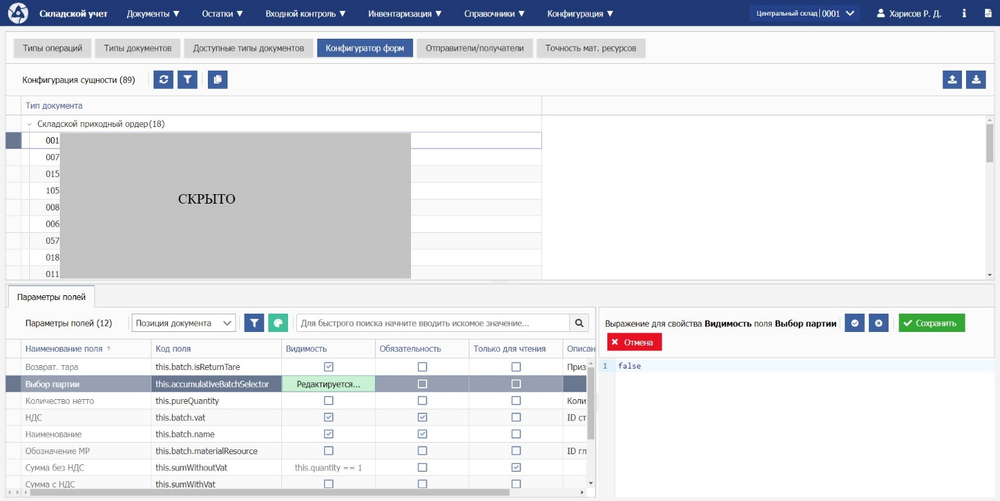 Складской учет Документы ▼ Остатки ▼ Входной контроль ▼ Инвентаризация ▼ Справочники ▼ Конфигурация ▼ Центральный склад | 0001 Харисов Р. Д.
Типы операций Типы документов Доступные типы документов Конфигуратор форм Отправители/получатели Точность мат. ресурсов
Конфигурация сущности (89)
Тип документа
Складской приходный ордер(18)
001
007
015
105
СКРЫТО
008
006
057
018
011
Параметры полей
Параметры полей (12) Позиция документа Для быстрого поиска начните вводить искомое значение...
Выражение для свойства Видимость поля Выбор партии Сохранить
Отмена
Наименование поля ↑ Код поля Видимость Обязательность Только для чтения Описан
1 false
Возврат. тара this.batch.isReturnTare Приз
Выбор партии this.accumulativeBatchSelector Редактируется...
Количество нетто this.pureQuantity Коли
НДС this.batch.vat ID ст
Наименование this.batch.name
Обозначение МР this.batch.materialResource ID гл
Сумма без НДС this.sumWithoutVat this.quantity == 1
Сумма с НДС this.sumWithVat